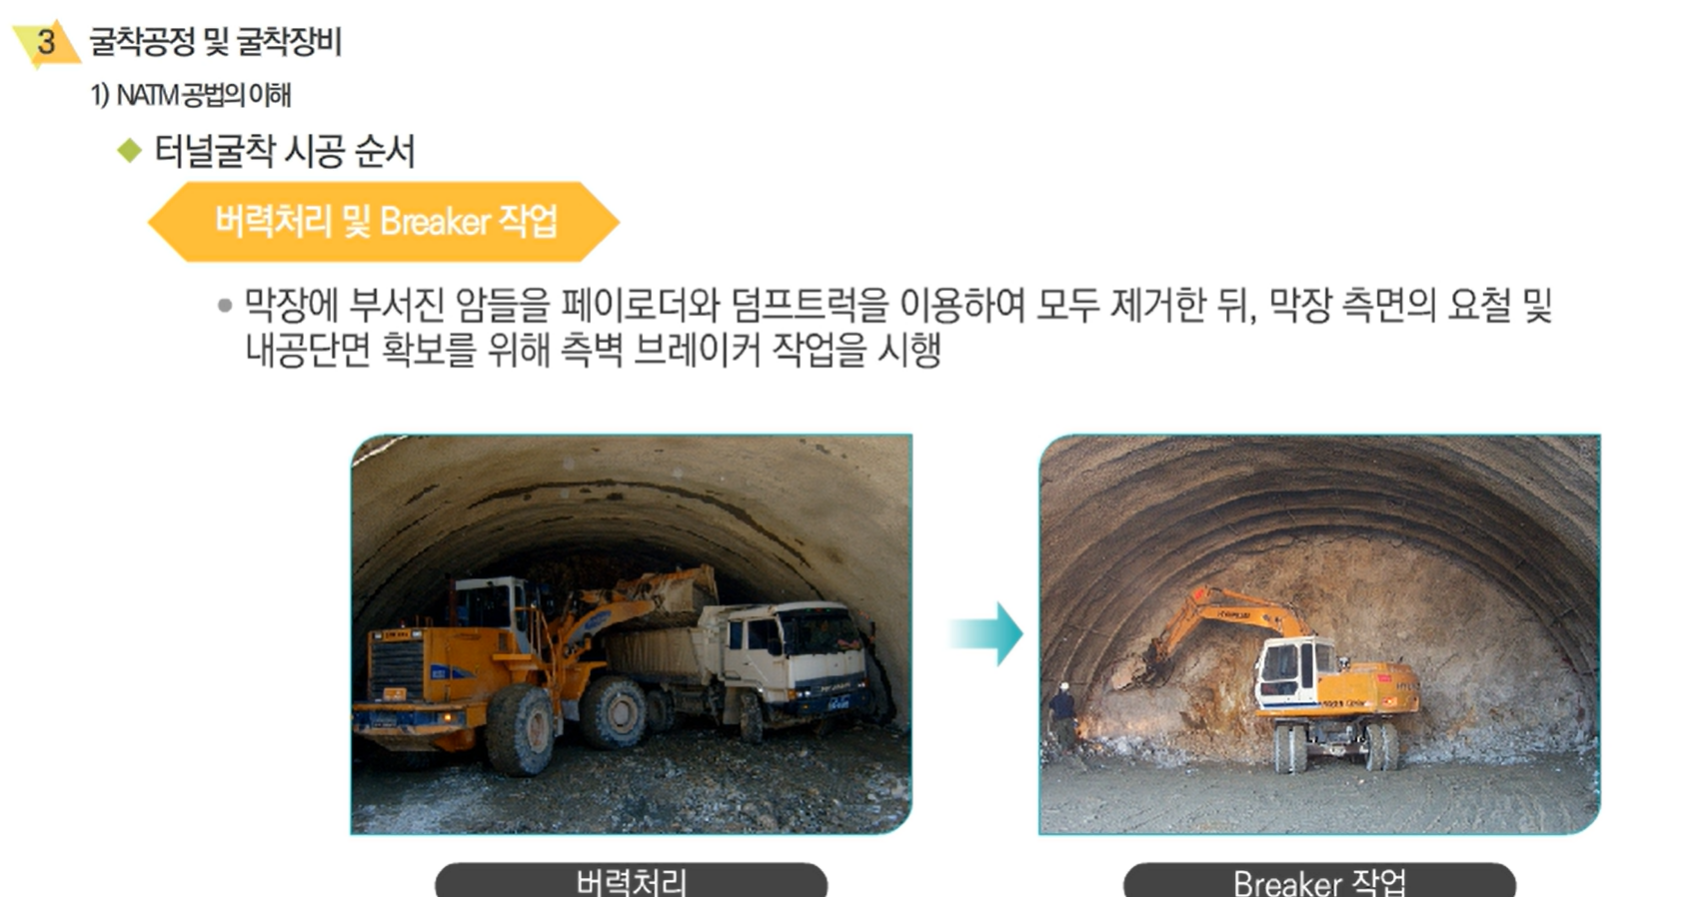 3 굴착공정 및 굴착장비
1) NATM 공법의 이해
터널굴착 시공 순서
버력처리 및 Breaker 작업
막장에 부서진 암들을 페이로더와 덤프트럭을 이용하여 모두 제거한 뒤, 막장 측면의 요철 및
내공단면 확보를 위해 측벽 브레이커 작업을 시행
버력처리
Breaker 작업